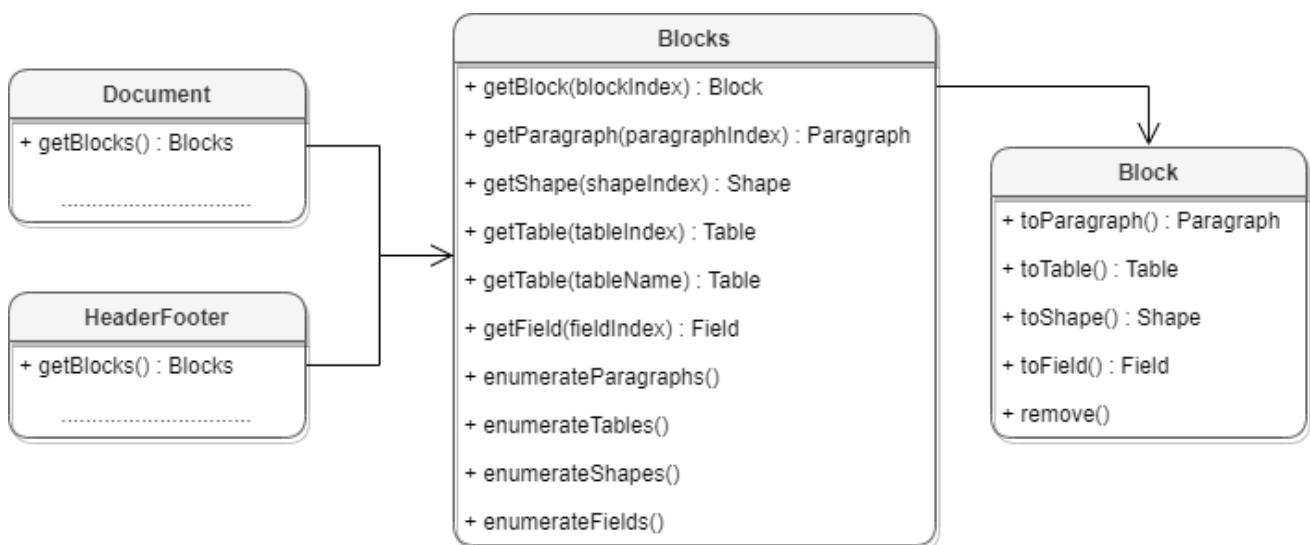 Document
+ getBlocks() : Blocks
HeaderFooter
+ getBlocks() : Blocks
Blocks
+ getBlock(blockIndex) : Block
+ getParagraph(paragraphIndex) : Paragraph
+ getShape(shapeIndex) : Shape
+ getTable(tableIndex) : Table
+ getTable(tableName) : Table
+ getField(fieldIndex) : Field
+ enumerateParagraphs()
+ enumerateTables()
+ enumerateShapes()
+ enumerateFields()
Block
+ toParagraph() : Paragraph
+ toTable() : Table
+ toShape() : Shape
+ toField() : Field
+ remove()